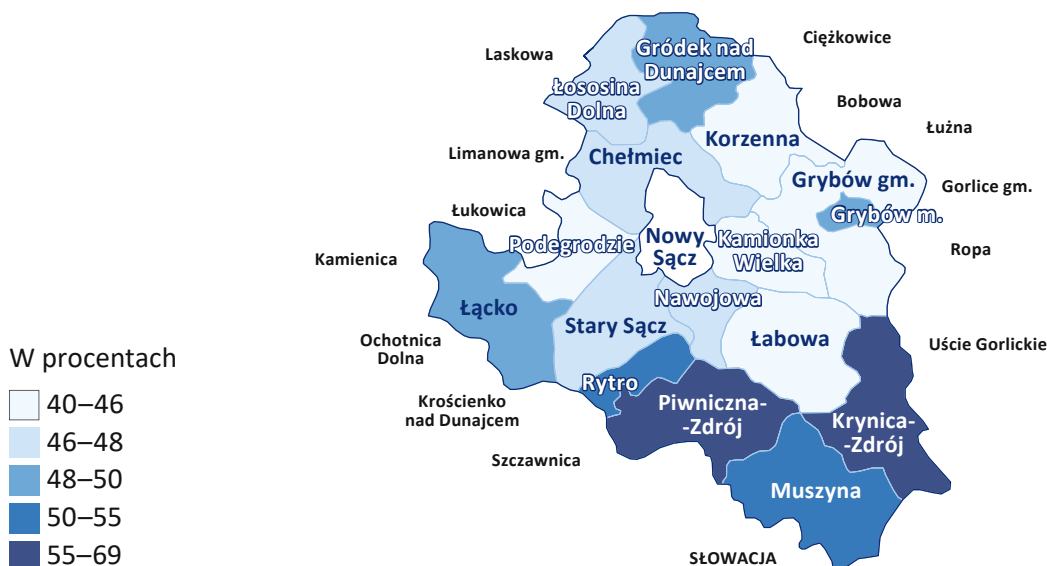 Ciężkowice
Laskowa
Gródek nad
Dunajcem
Łososina
Dolna
Bobowa
Łużna
Korzenna
Limanowa gm.
Chełmiec
Grybów gm.
Gorlice gm.
Łukowica
Grybów m.
Podegrodzie
Nowy
Sącz
Kamionka
Wielka
Ropa
Kamienica
Nawojowa
Łącko
Stary Sącz
Łabowa
Ochotnica
Dolna
Uście Gorlickie
W procentach
40–46
46–48
48–50
50–55
55–69
Rytro
Krościenko
nad Dunajcem
Piwniczna-
-Zdrój
Krynica-
-Zdrój
Szczawnica
Muszyna
SŁOWACJA